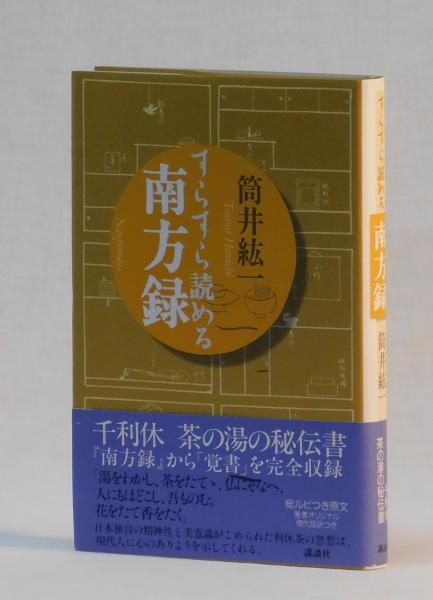 すらすら読める
南方録
Nanporoku
筒井紘一
Tsutsui Hiroichi
千利休 茶の湯の秘伝書
『南方録』から「覚書」を完全収録
「湯をわかし、茶をたてゝ、仏にそなへ、
人にもほどこし、吾ものむ。
花をたて香をたく」
総ルビつき原文
著者オリジナル
現代語訳つき
日本独自の精神性と美意識がこめられた利休茶の思想は、
現代人に心のありようを示してくれる。
講談社
すらすら読める
南方録
筒井紘一
茶の湯の秘伝書
講談社